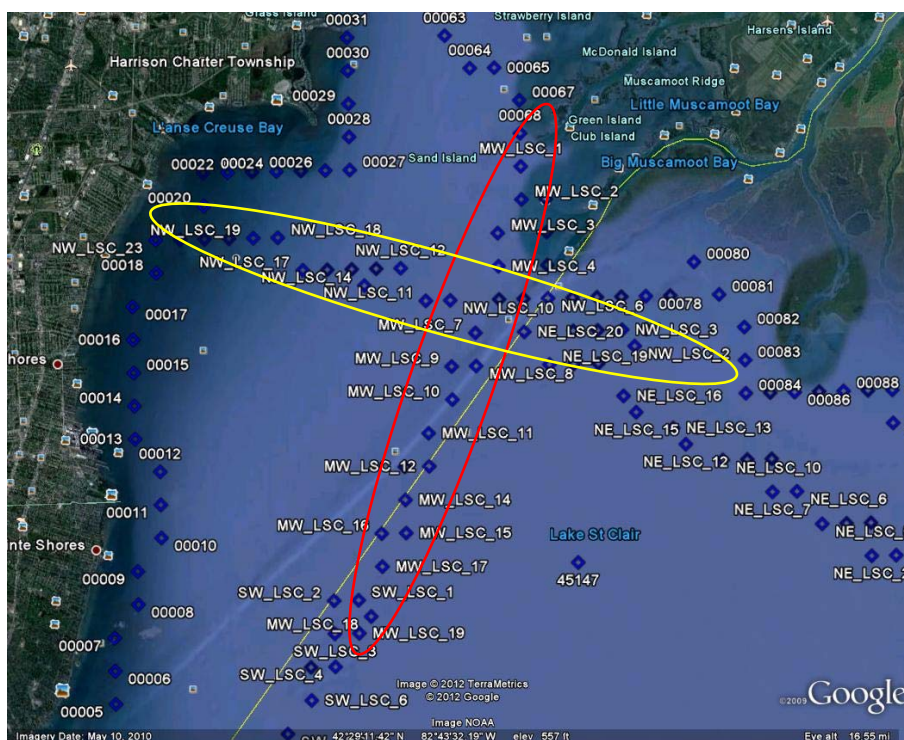 Grass Island
00031
00063
Strawberry Island
Harsens Island
00030
Harrison Charter Township
00064
00065
McDonald Island
Muscamoot Ridge
00029
00067
Little Muscamoot Bay
L'anse Creuse Bay
00028
00068
Green Island
Club Island
MW_LSC_1
00022
00024
00026
00027
Sand Island
Big Muscamoot Bay
00020
MW_LSC_2
NW_LSC_23
NW_LSC_19
NW_LSC_18
MW_LSC_3
NW_LSC_12
00018
NW_LSC_17
NW_LSC_14
MW_LSC_4
00080
NW_LSC_11
NW_LSC_10
NW_LSC_6
00078
00081
00017
MW_LSC_7
NE_LSC_20
NW_LSC_3
00082
00016
hores
MW_LSC_9
NE_LSC_19
NW_LSC_2
00083
00015
MW_LSC_8
MW_LSC_10
NE_LSC_16
00084
00086
00088
00014
00013
MW_LSC_11
NE_LSC_15
NE_LSC_13
00012
MW_LSC_12
NE_LSC_12
NE_LSC_10
00011
MW_LSC_14
NE_LSC_7
NE_LSC_6
MW_LSC_16
MW_LSC_15
Lake St Clair
NE_LSC_
nte Shores
00010
MW_LSC_17
45147
NE_LSC_2
00009
SW_LSC_2
SW_LSC_1
00008
MW_LSC_18
MW_LSC_19
00007
SW_LSC_3
SW_LSC_4
00006
Image © 2012 TerraMetrics
© 2012 Google
©2009 Google
SW_LSC_6
00005
Image NOAA
SW
Imagery Date: May 10, 2010
42°29'11.42" N
82°43'32.19" W
elev 557 ft
Eye alt 16.55 mi